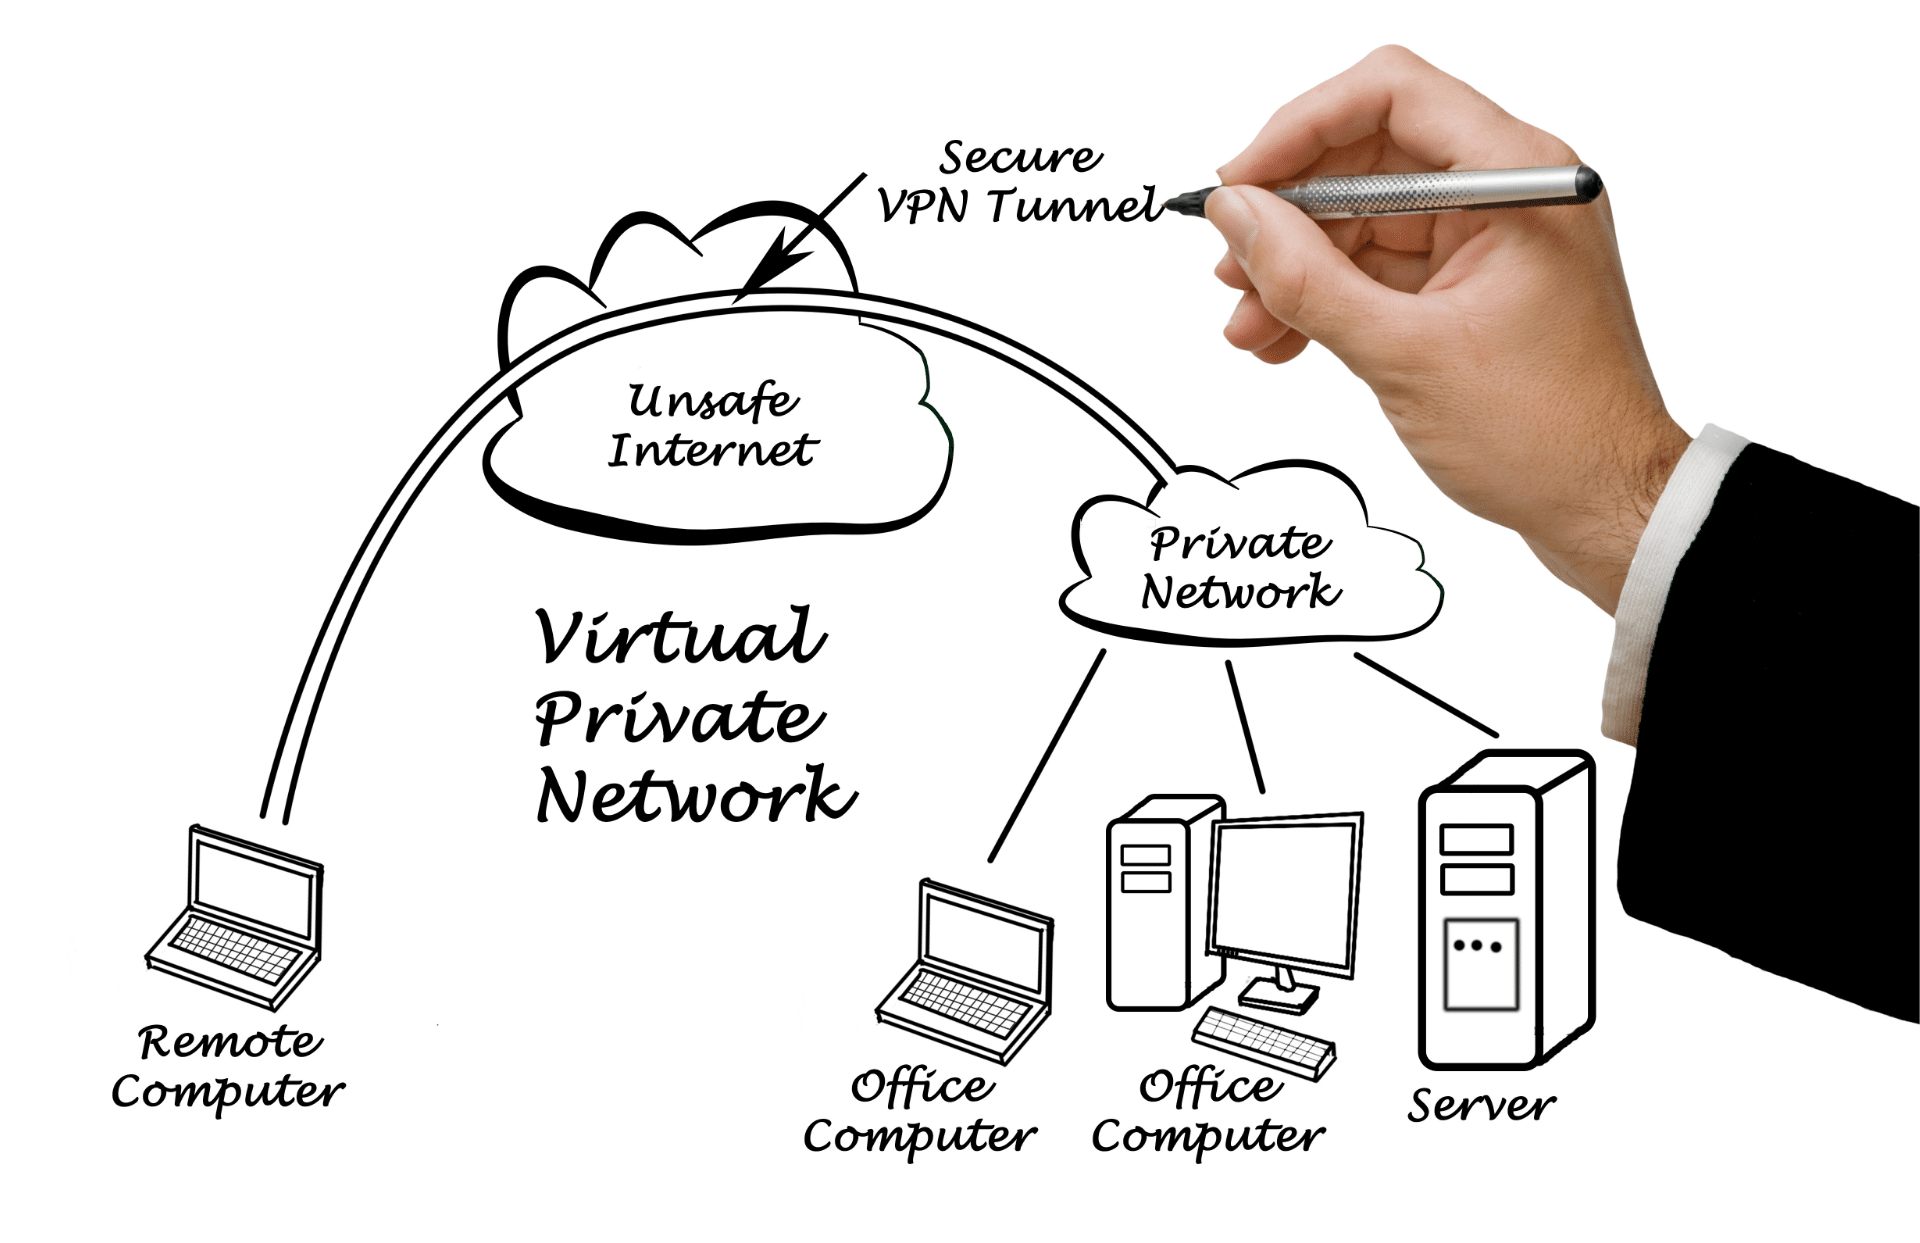 Secure
VPN Tunnel
Unsafe
Internet
Private
Network
Virtual
Private
Network
Remote
Computer
Office
Computer
Office
Computer
Server